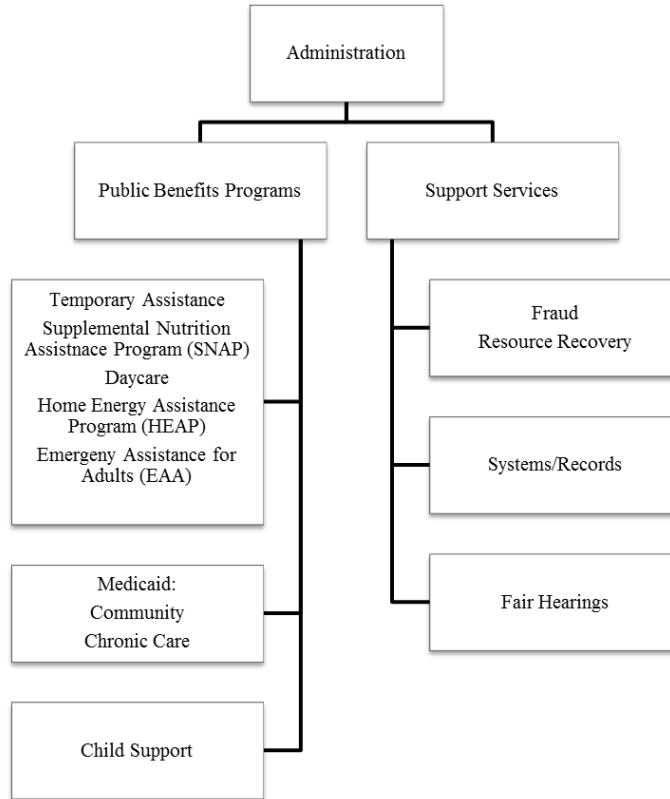 Administration
Public Benefits Programs
Support Services
Temporary Assistance
Supplemental Nutrition
Assistnace Program (SNAP)
Daycare
Home Energy Assistance
Program (HEAP)
Emergeny Assistance for
Adults (EAA)
Medicaid:
Community
Chronic Care
Child Support
Fraud
Resource Recovery
Systems/Records
Fair Hearings